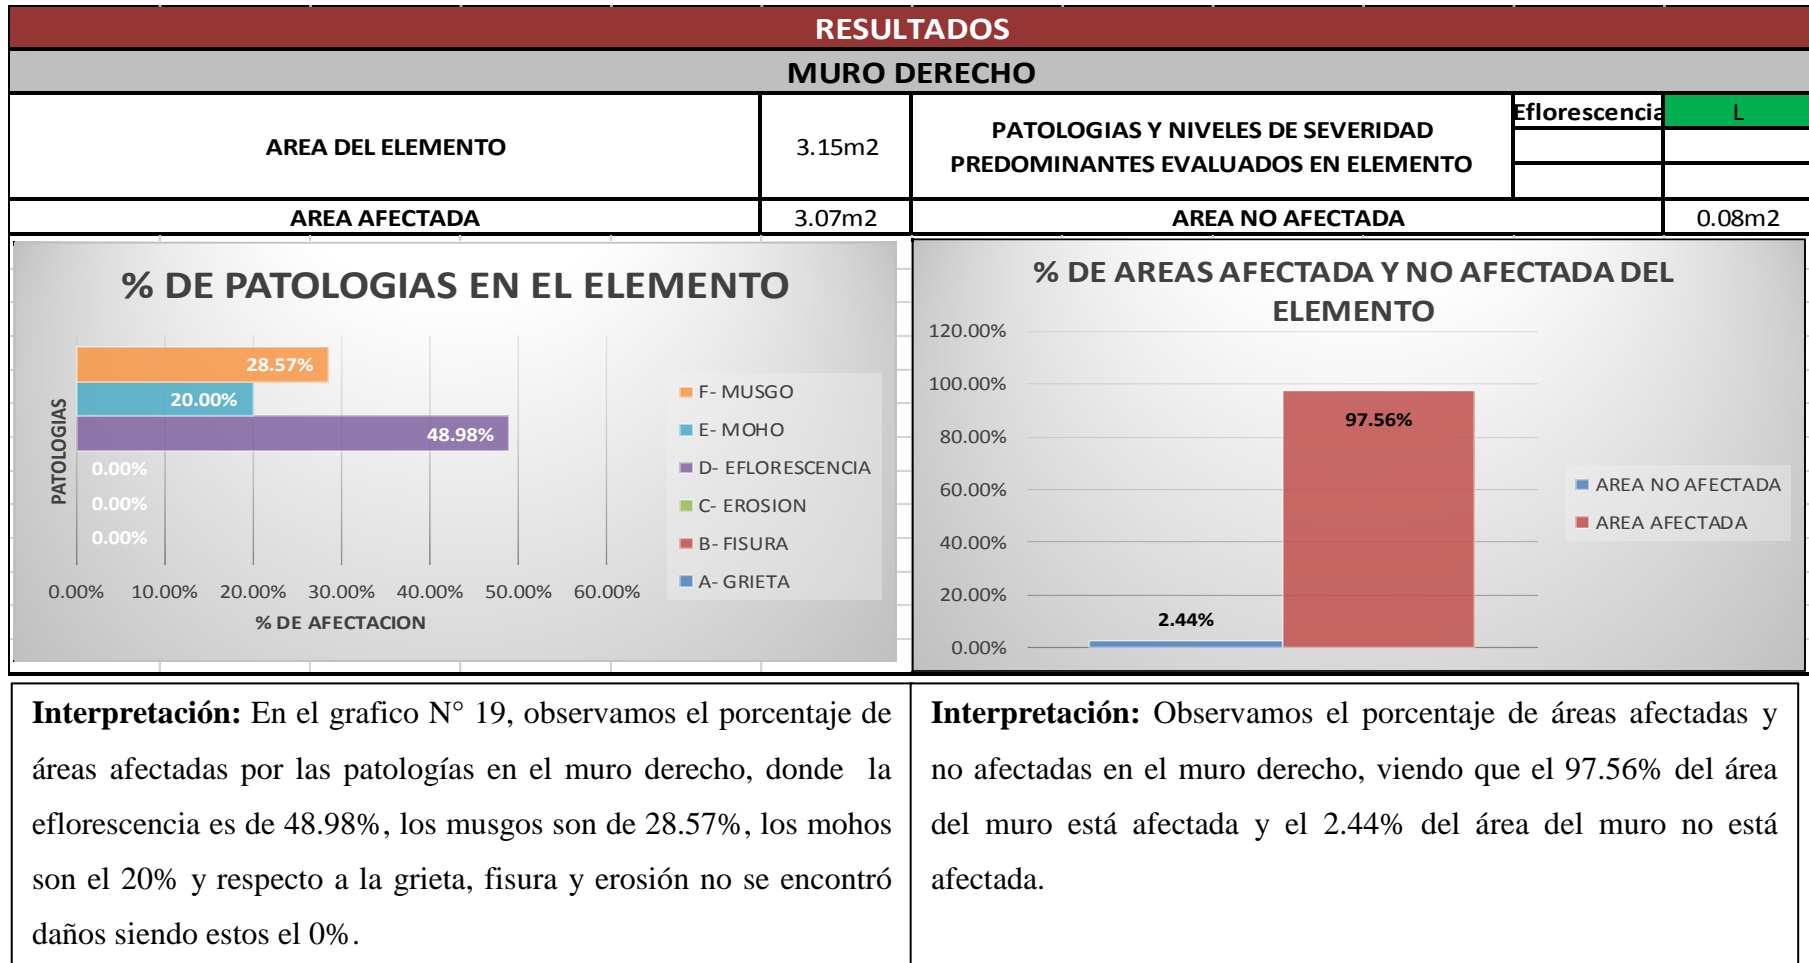 RESULTADOS
MURO DERECHO
AREA DEL ELEMENTO
3.15m2
PATOLOGIAS Y NIVELES DE SEVERIDAD
PREDOMINANTES EVALUADOS EN ELEMENTO
Eflorescencia
L
AREA AFECTADA
3.07m2
AREA NO AFECTADA
0.08m2
% DE PATOLOGIAS EN EL ELEMENTO
PATOLOGIAS
28.57%
20.00%
48.98%
0.00%
0.00%
0.00%
0.00% 10.00% 20.00% 30.00% 40.00% 50.00% 60.00%
% DE AFECTACION
F- MUSGO
E- MOHO
D- EFLORESCENCIA
C- EROSION
B- FISURA
A- GRIETA
% DE AREAS AFECTADA Y NO AFECTADA DEL
ELEMENTO
120.00%
100.00%
80.00%
60.00%
40.00%
20.00%
0.00%
2.44%
97.56%
AREA NO AFECTADA
AREA AFECTADA
Interpretación: En el grafico N° 19, observamos el porcentaje de
áreas afectadas por las patologías en el muro derecho, donde la
eflorescencia es de 48.98%, los musgos son de 28.57%, los mohos
son el 20% y respecto a la grieta, fisura y erosión no se encontró
daños siendo estos el 0%.
Interpretación: Observamos el porcentaje de áreas afectadas y
no afectadas en el muro derecho, viendo que el 97.56% del área
del muro está afectada y el 2.44% del área del muro no está
afectada.